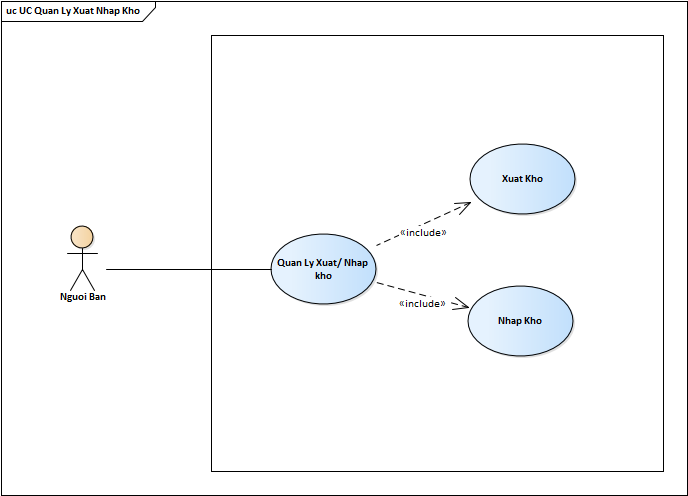 uc UC Quan Ly Xuat Nhap Kho
Xuat Kho
«include»
Quan Ly Xuat/ Nhap
kho
Nguoi Ban
«include»
Nhap Kho